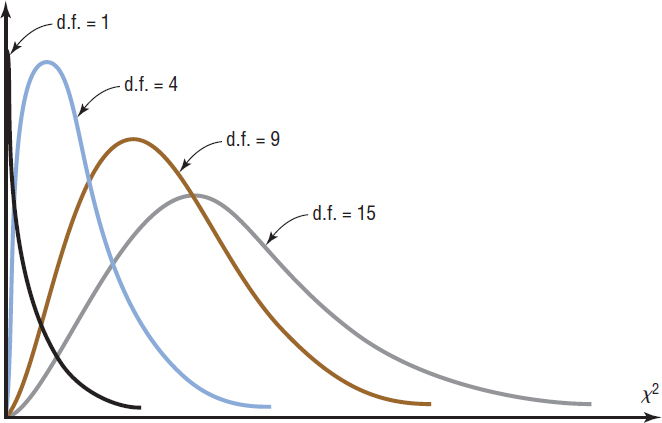 d.f. = 1
d.f. = 4
d.f. = 9
d.f. = 15
χ²